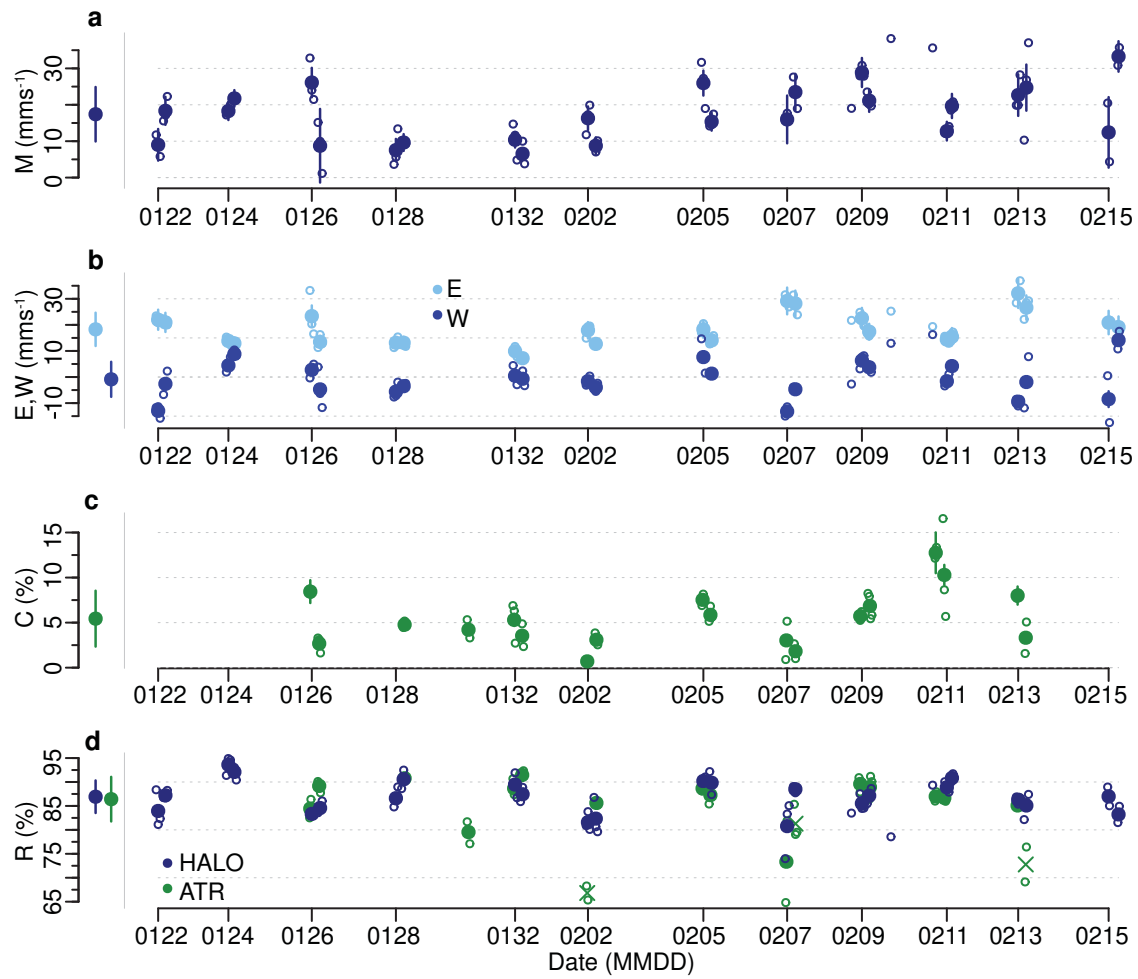 a
M (mms⁻¹)
0 10 30
0122 0124 0126 0128 0132 0202 0205 0207 0209 0211 0213 0215
b
E
W
E,W (mms⁻¹)
-10 10 30
0122 0124 0126 0128 0132 0202 0205 0207 0209 0211 0213 0215
c
C (%)
0 5 10 15
0122 0124 0126 0128 0132 0202 0205 0207 0209 0211 0213 0215
d
R (%)
65 75 85 95
HALO
ATR
0122 0124 0126 0128 0132 0202 0205 0207 0209 0211 0213 0215
Date (MMDD)